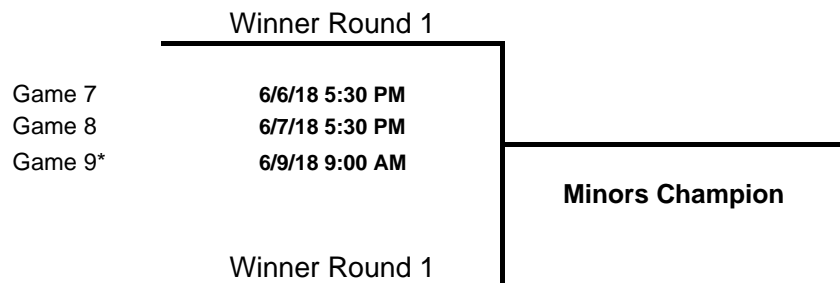 Winner Round 1
Game 7 6/6/18 5:30 PM
Game 8 6/7/18 5:30 PM
Game 9* 6/9/18 9:00 AM
Minors Champion
Winner Round 1